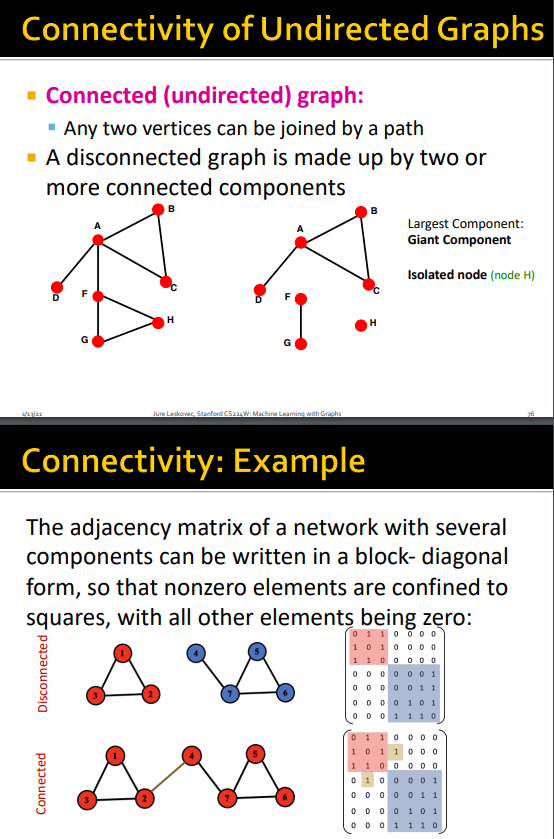 Connectivity of Undirected Graphs
Connected (undirected) graph:
Any two vertices can be joined by a path
A disconnected graph is made up by two or
more connected components
B
A
D
F
C
H
G
B
A
D
F
C
H
G
Largest Component:
Giant Component
Isolated node (node H)
1/13/21
Jure Leskovec, Stanford CS224W: Machine Learning with Graphs
76
Connectivity: Example
The adjacency matrix of a network with several
components can be written in a block- diagonal
form, so that nonzero elements are confined to
squares, with all other elements being zero:
Disconnected
1
3
2
4
5
7
6
0 1 1 0 0 0 0
1 0 1 0 0 0 0
1 1 0 0 0 0 0
0 0 0 0 0 0 1
0 0 0 0 0 1 1
0 0 0 0 1 0 1
0 0 0 1 1 1 0
Connected
1
3
2
4
5
7
6
0 1 1 0 0 0 0
1 0 1 1 0 0 0
1 1 0 0 0 0 0
0 1 0 0 0 0 1
0 0 0 0 0 1 1
0 0 0 0 1 0 1
0 0 0 1 1 1 0